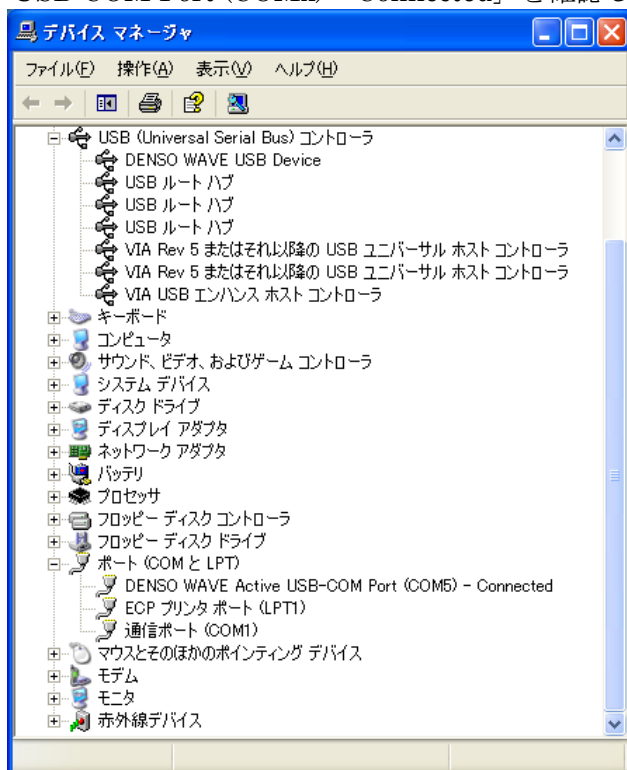 USB-COM Port (COMn) - Connected」を確認し
デバイス マネージャ
ファイル(F) 操作(A) 表示(V) ヘルプ(H)
USB (Universal Serial Bus) コントローラ
DENSO WAVE USB Device
USB ルート ハブ
USB ルート ハブ
USB ルート ハブ
VIA Rev 5 またはそれ以降の USB ユニバーサル ホスト コントローラ
VIA Rev 5 またはそれ以降の USB ユニバーサル ホスト コントローラ
VIA USB エンハンス ホスト コントローラ
キーボード
コンピュータ
サウンド、ビデオ、およびゲーム コントローラ
システム デバイス
ディスク ドライブ
ディスプレイ アダプタ
ネットワーク アダプタ
バッテリ
プロセッサ
フロッピー ディスク コントローラ
フロッピー ディスク ドライブ
ポート (COM と LPT)
DENSO WAVE Active USB-COM Port (COM5) - Connected
ECP プリンタ ポート (LPT1)
通信ポート (COM1)
マウスとそのほかのポインティング デバイス
モデム
モニタ
赤外線デバイス